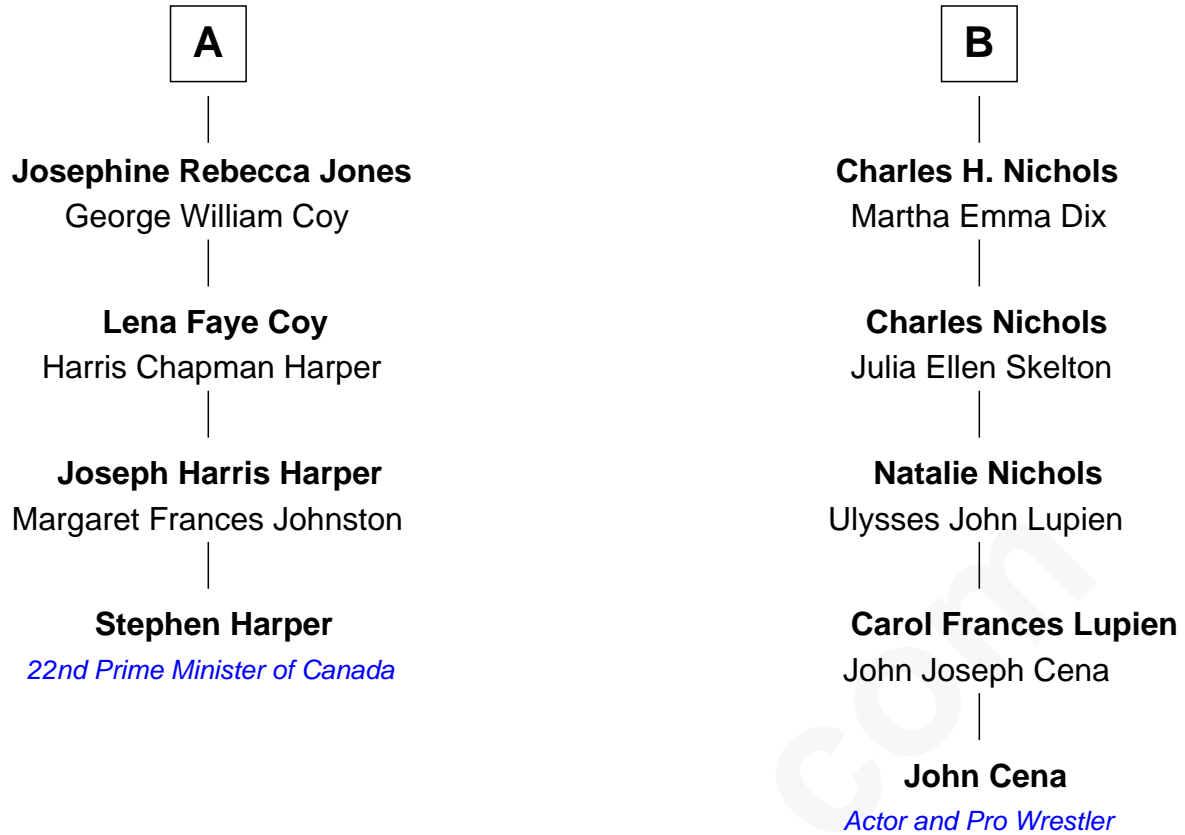 A
Josephine Rebecca Jones
George William Coy
Lena Faye Coy
Harris Chapman Harper
Joseph Harris Harper
Margaret Frances Johnston
Stephen Harper
22nd Prime Minister of Canada
B
Charles H. Nichols
Martha Emma Dix
Charles Nichols
Julia Ellen Skelton
Natalie Nichols
Ulysses John Lupien
Carol Frances Lupien
John Joseph Cena
John Cena
Actor and Pro Wrestler
com